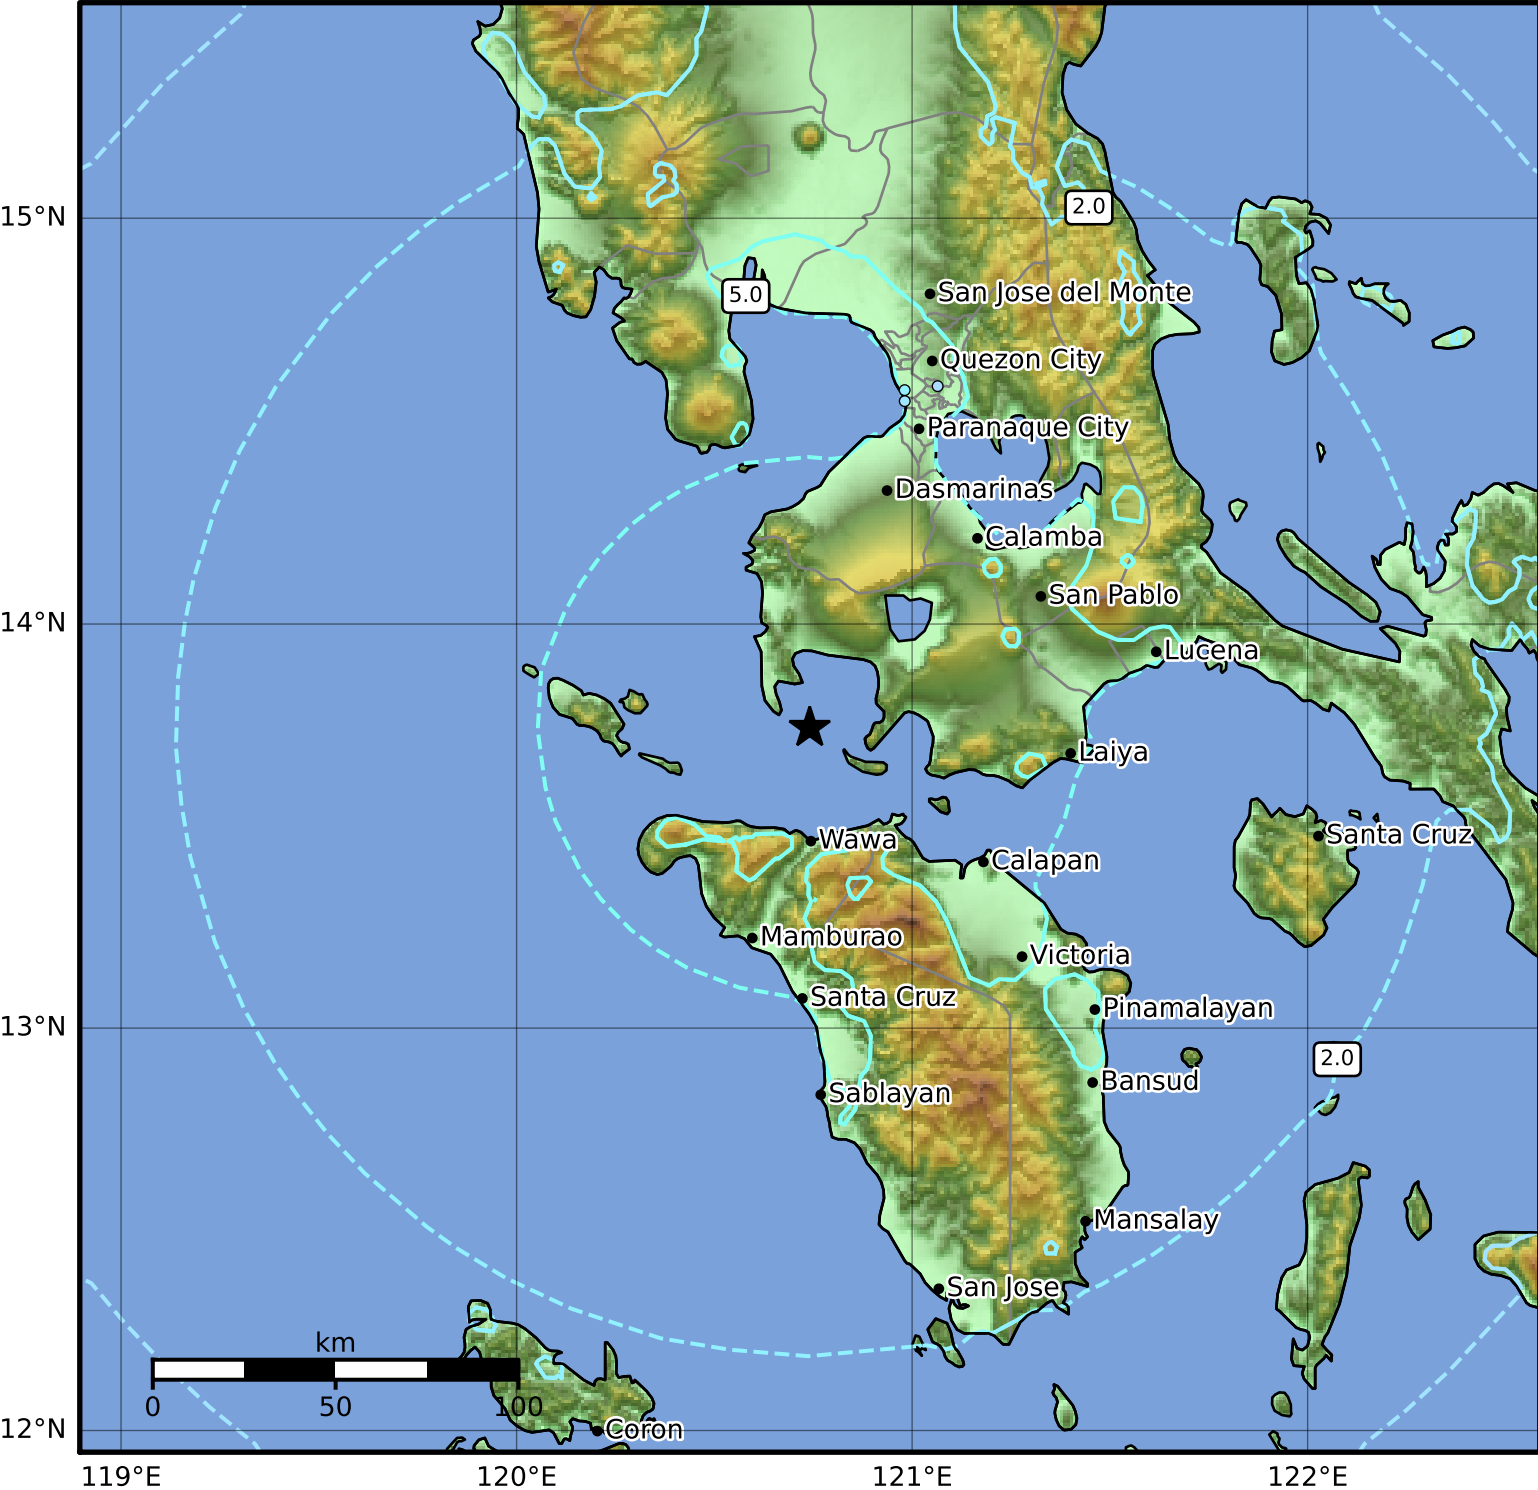 15°N
2.0
5.0
San Jose del Monte
Quezon City
Paranaque City
Dasmarinas
Calamba
San Pablo
14°N
Lucena
Laiya
Wawa
Santa Cruz
Calapan
Mamburao
Victoria
Santa Cruz
Pinamalayan
13°N
2.0
Bansud
Sablayan
Mansalay
San Jose
km
0 50 100
12°N
Coron
119°E 120°E 121°E 122°E